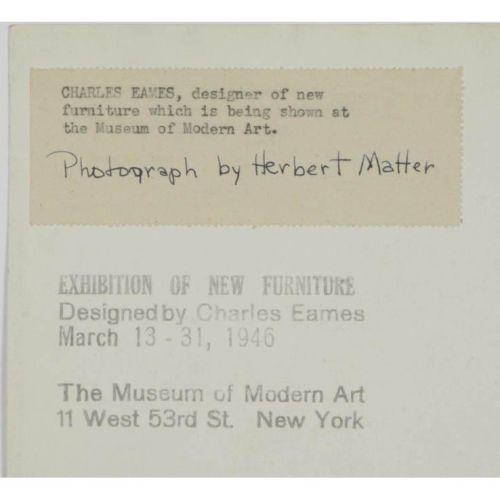 CHARLES EAMES, designer of new
furniture which is being shown at
the Museum of Modern Art.
Photograph by Herbert Matter
EXHIBITION OF NEW FURNITURE
Designed by Charles Eames
March 13 - 31, 1946
The Museum of Modern Art
11 West 53rd St. New York